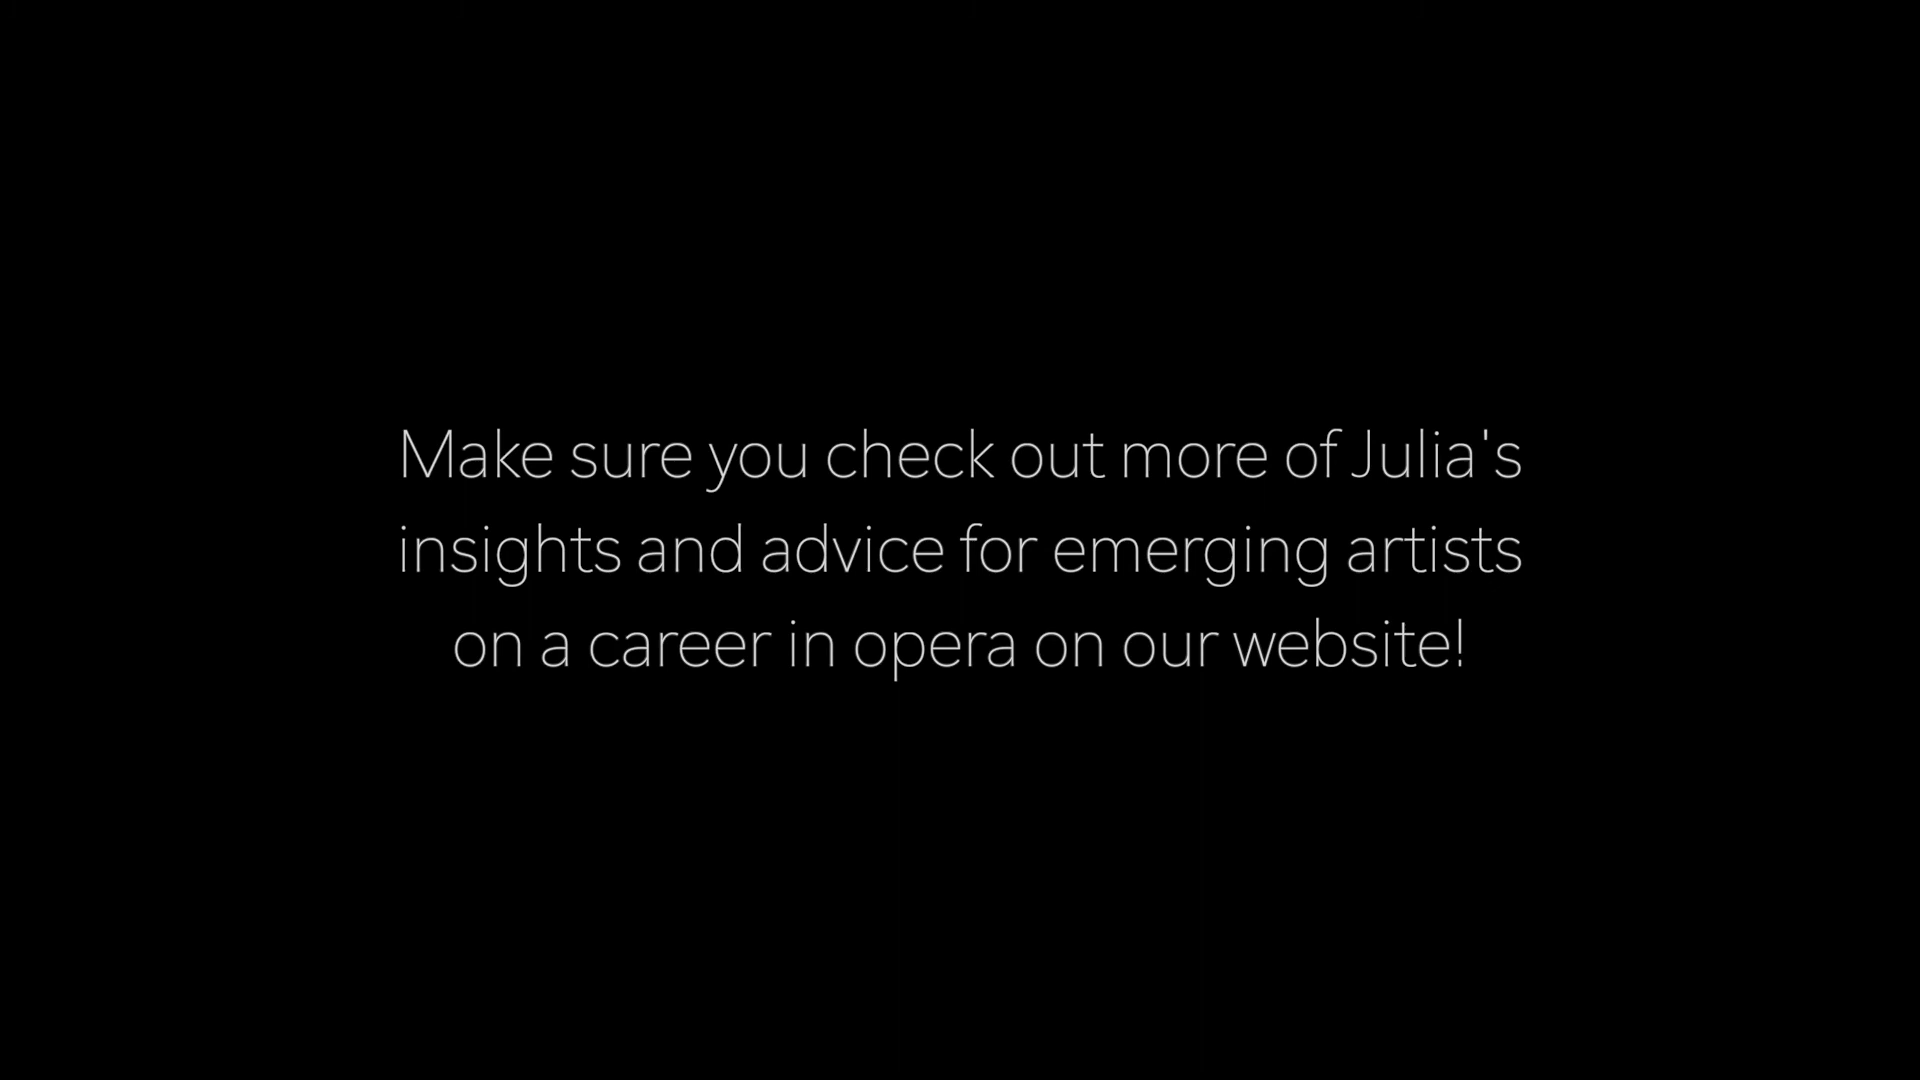 Make sure you check out more of Julia's
insights and advice for emerging artists
on a career in opera on our website!